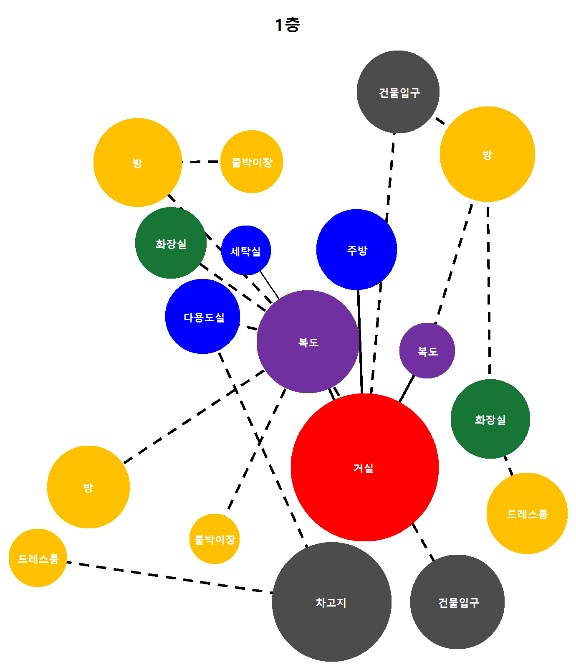 1층
건물입구
방
방
붙박이장
화장실
세탁실
주방
다용도실
복도
복도
화장실
거실
방
드레스룸
붙박이장
드레스룸
차고지
건물입구